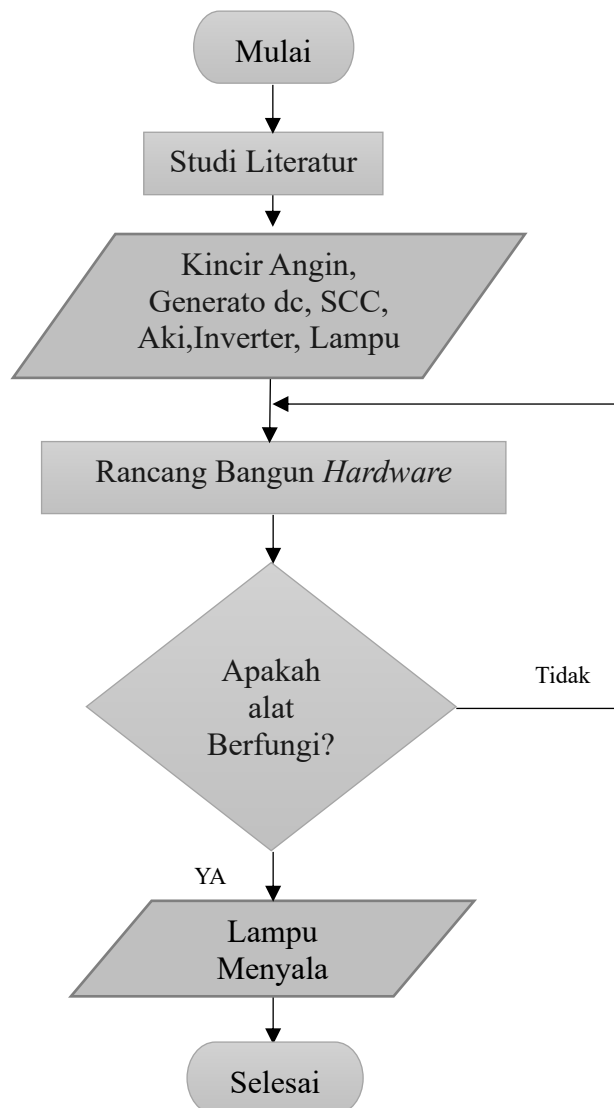 Mulai
Studi Literatur
Kincir Angin,
Generato dc, SCC,
Aki,Inverter, Lampu
Rancang Bangun Hardware
Apakah
alat
Berfungi?
Tidak
YA
Lampu
Menyala
Selesai